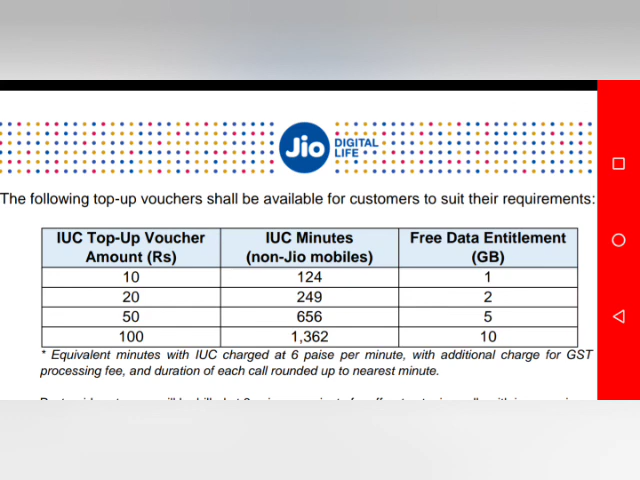 Jio DIGITAL
LIFE
The following top-up vouchers shall be available for customers to suit their requirements:
IUC Top-Up Voucher Amount (Rs) IUC Minutes (non-Jio mobiles) Free Data Entitlement (GB)
10 124 1
20 249 2
50 656 5
100 1,362 10
* Equivalent minutes with IUC charged at 6 paise per minute, with additional charge for GST
processing fee, and duration of each call rounded up to nearest minute.